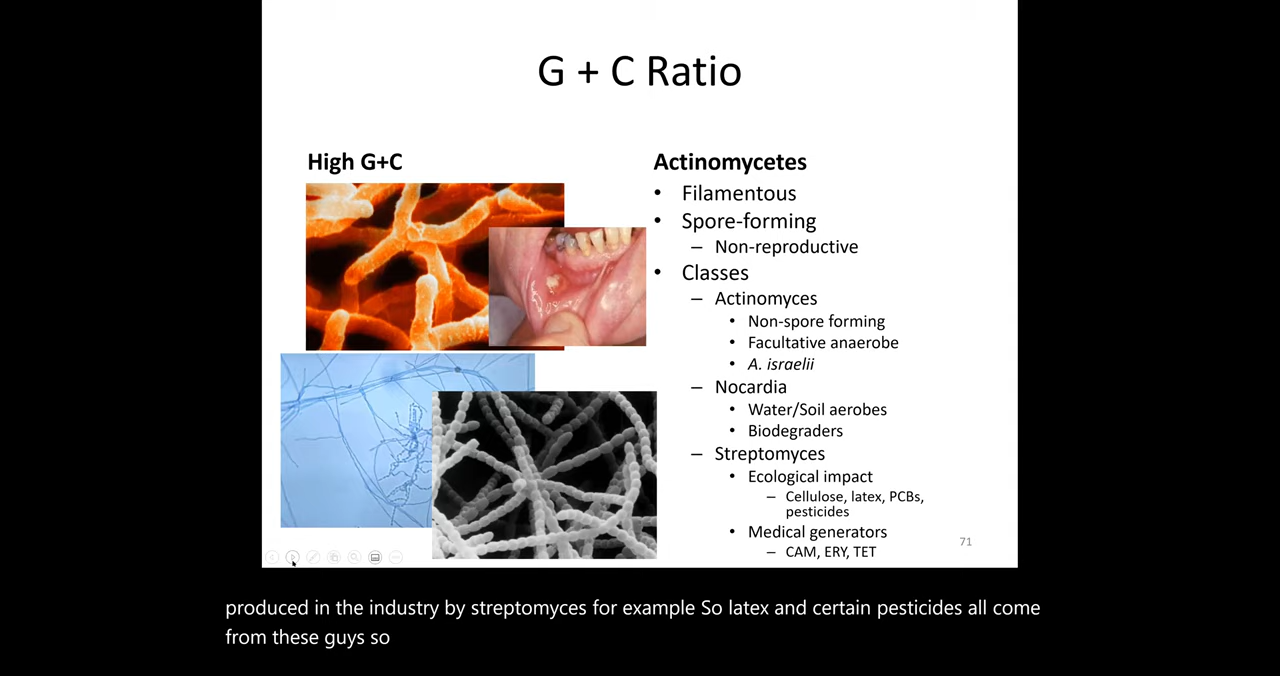 G + C Ratio
High G+C
Actinomycetes
• Filamentous
• Spore-forming
– Non-reproductive
• Classes
– Actinomyces
• Non-spore forming
• Facultative anaerobe
• A. israelii
– Nocardia
• Water/Soil aerobes
• Biodegraders
– Streptomyces
• Ecological impact
– Cellulose, latex, PCBs,
pesticides
• Medical generators
– CAM, ERY, TET
71
produced in the industry by streptomyces for example So latex and certain pesticides all come
from these guys so